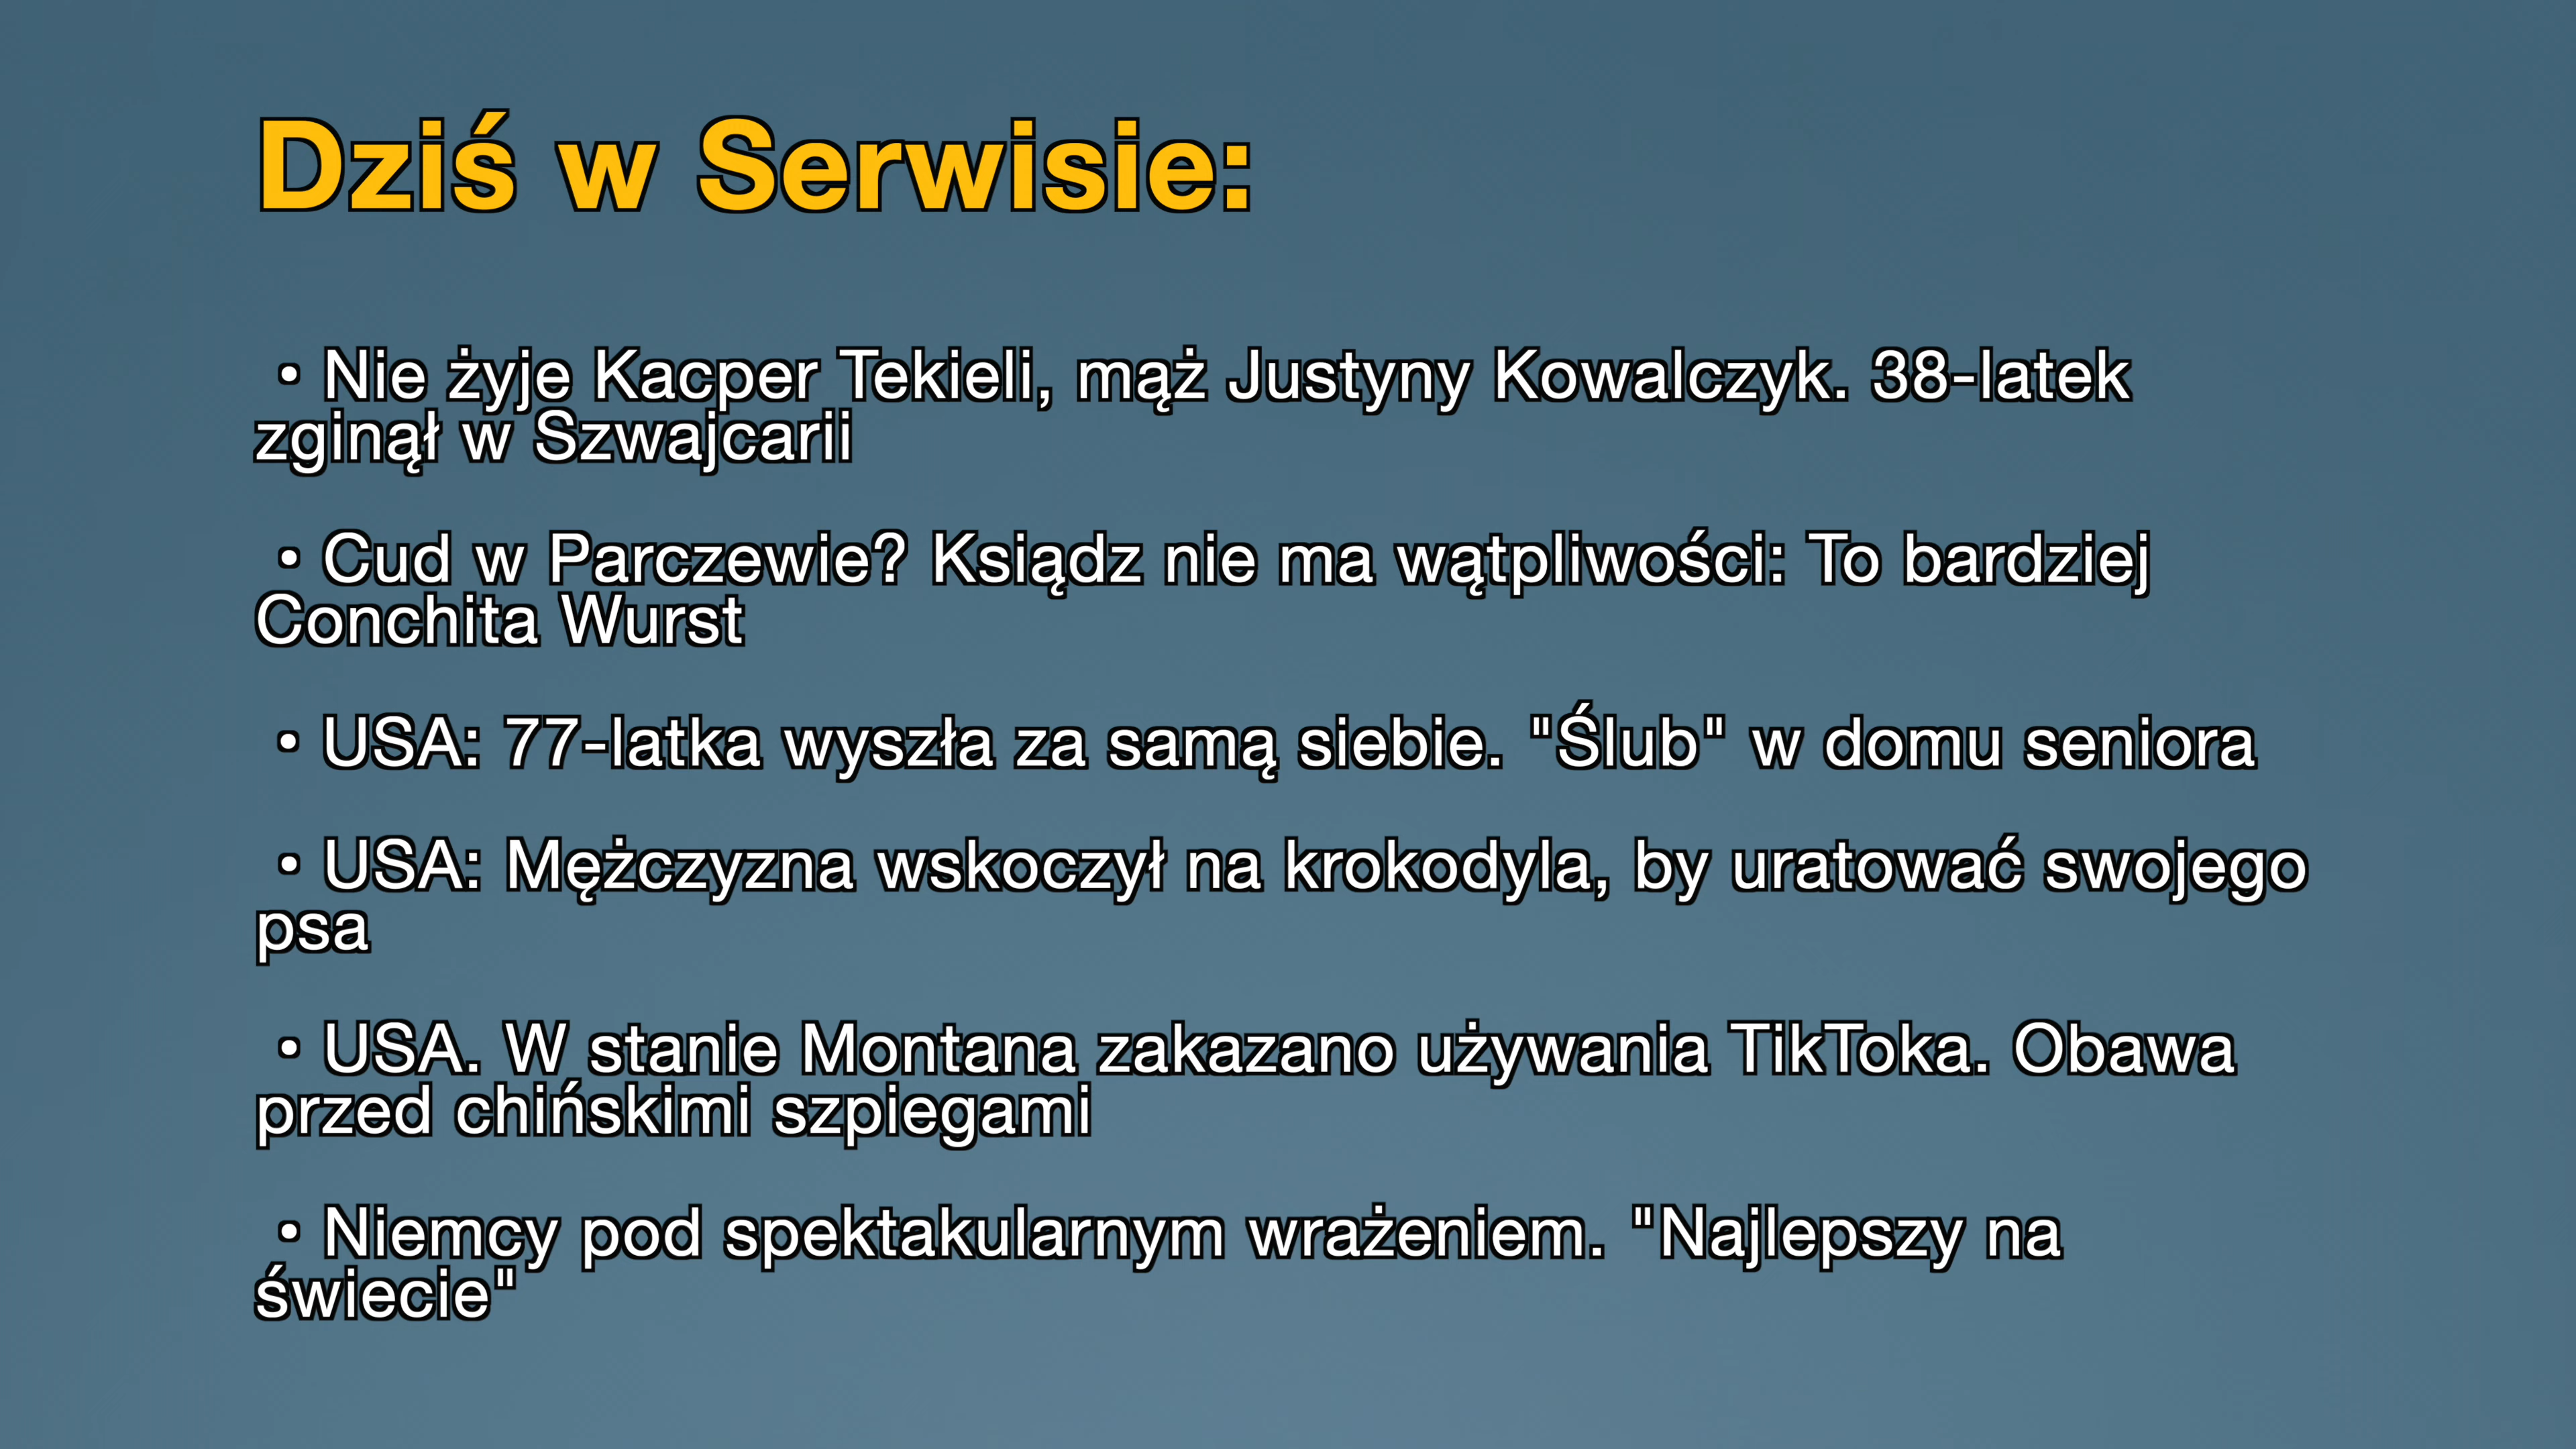 Dziś w Serwisie:
• Nie żyje Kacper Tekieli, mąż Justyny Kowalczyk. 38-latek
zginął w Szwajcarii
• Cud w Parczewie? Ksiądz nie ma wątpliwości: To bardziej
Conchita Wurst
• USA: 77-latka wyszła za samą siebie. "Ślub" w domu seniora
• USA: Mężczyzna wskoczył na krokodyla, by uratować swojego
psa
• USA. W stanie Montana zakazano używania TikToka. Obawa
przed chińskimi szpiegami
• Niemcy pod spektakularnym wrażeniem. "Najlepszy na
świecie"